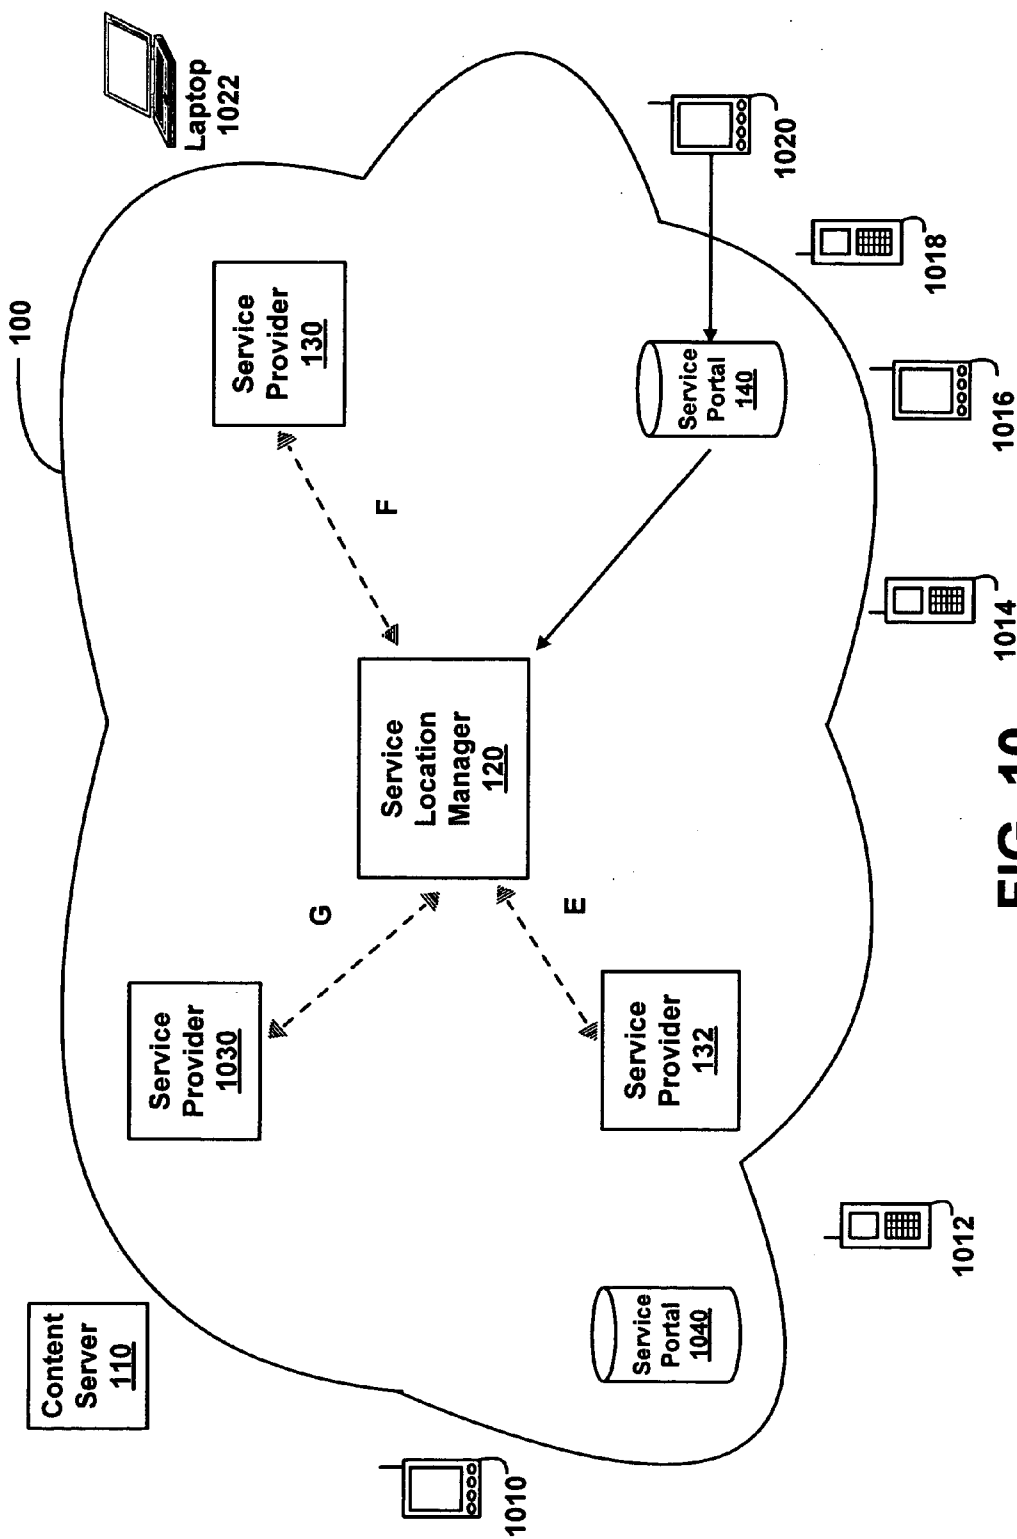 100
Content
Server
110
Laptop
1022
Service
Provider
1030
Service
Provider
130
G
F
Service
Location
Manager
120
1010
E
Service
Portal
1040
Service
Provider
132
Service
Portal
140
1020
1012
1014
1016
1018
FIG.